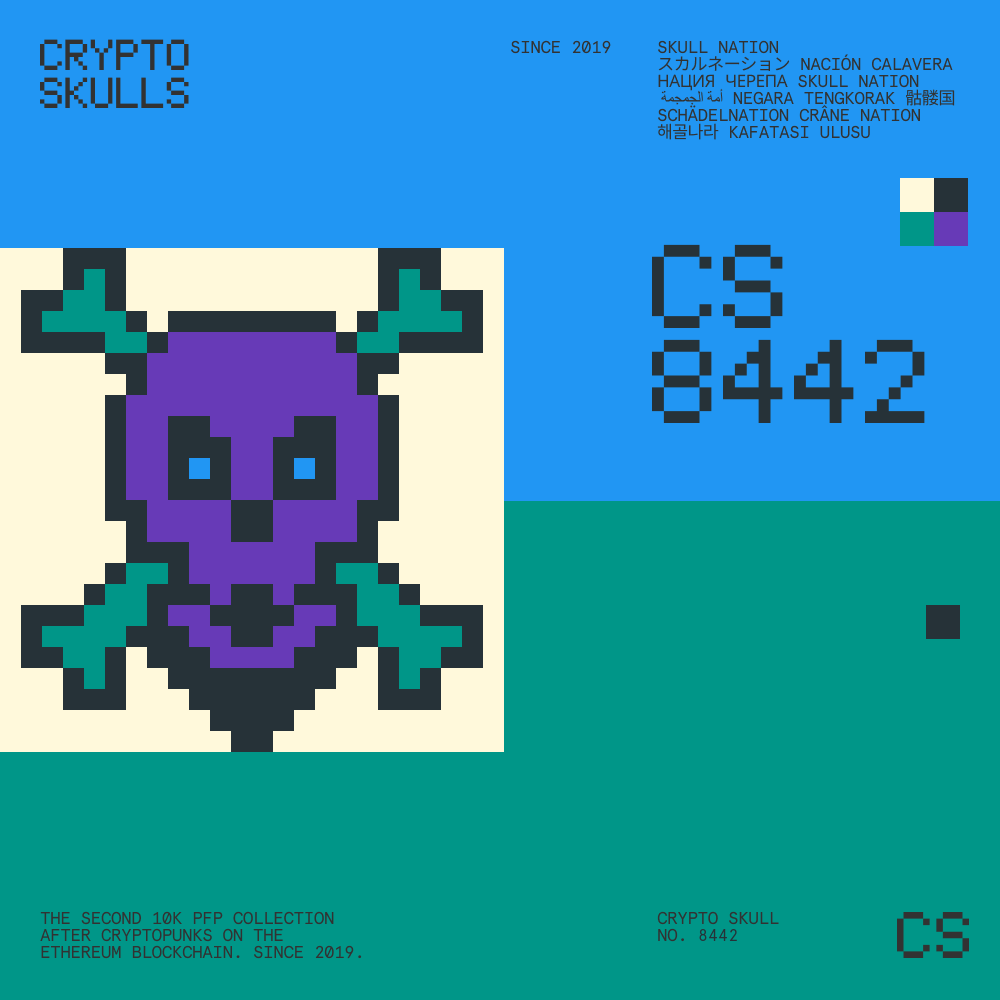 CRYPTO
SKULLS
SINCE 2019
SKULL NATION
スカルネーション NACIÓN CALAVERA
НАЦИЯ ЧЕРЕПА SKULL NATION
أمة الجمجمة NEGARA TENGKORAK 骷髅国
SCHÄDELNATION CRÂNE NATION
해골나라 KAFATASI ULUSU
CS
8442
THE SECOND 10K PFP COLLECTION
AFTER CRYPTOPUNKS ON THE
ETHEREUM BLOCKCHAIN. SINCE 2019.
CRYPTO SKULL
NO. 8442
CS